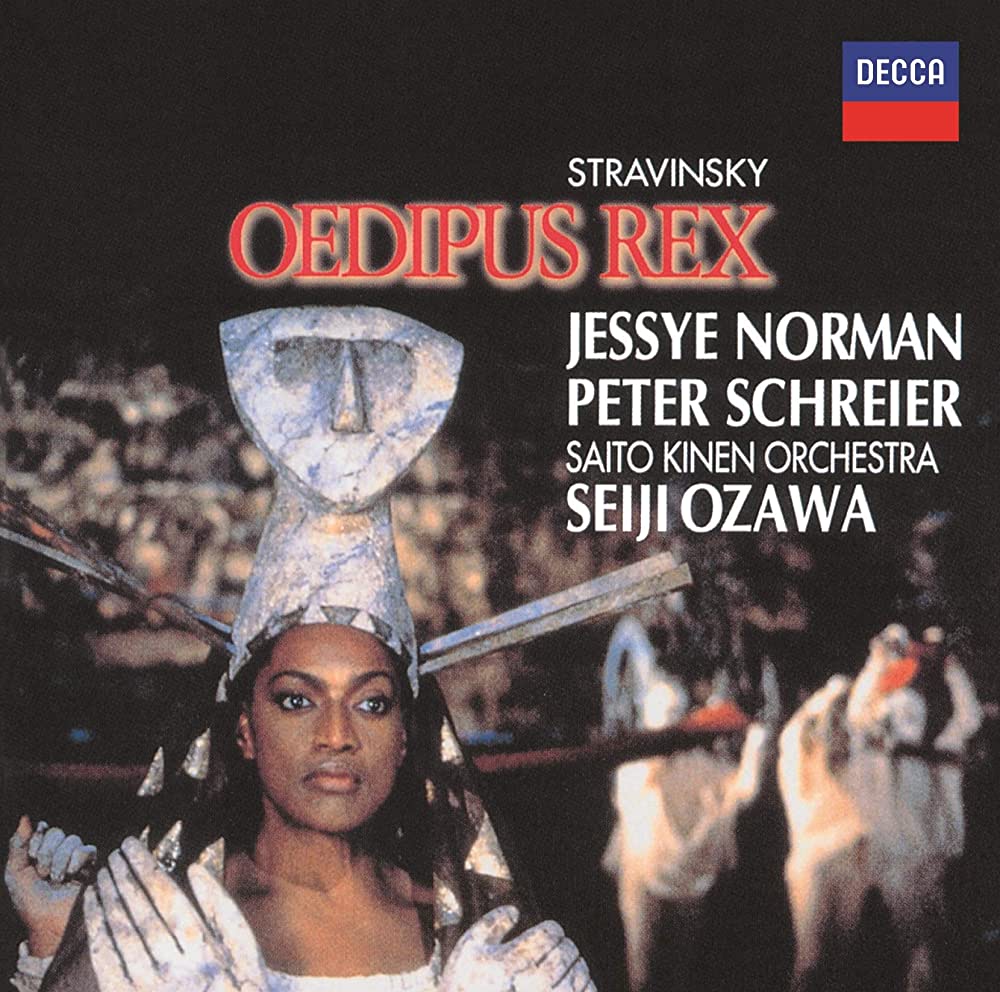 DECCA
STRAVINSKY
OEDIPUS REX
JESSYE NORMAN
PETER SCHREIER
SAITO KINEN ORCHESTRA
SEIJI OZAWA